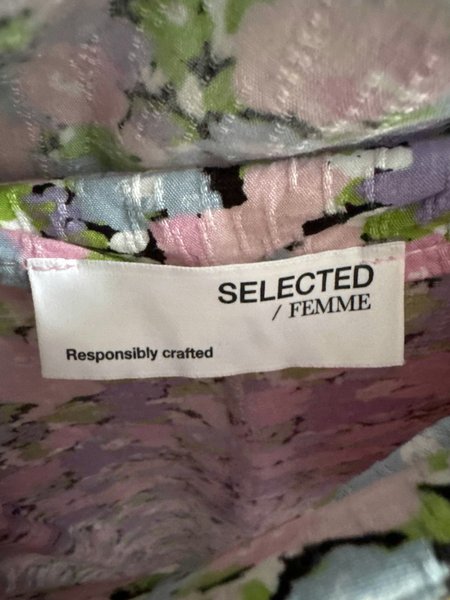 SELECTED
/ FEMME
Responsibly crafted